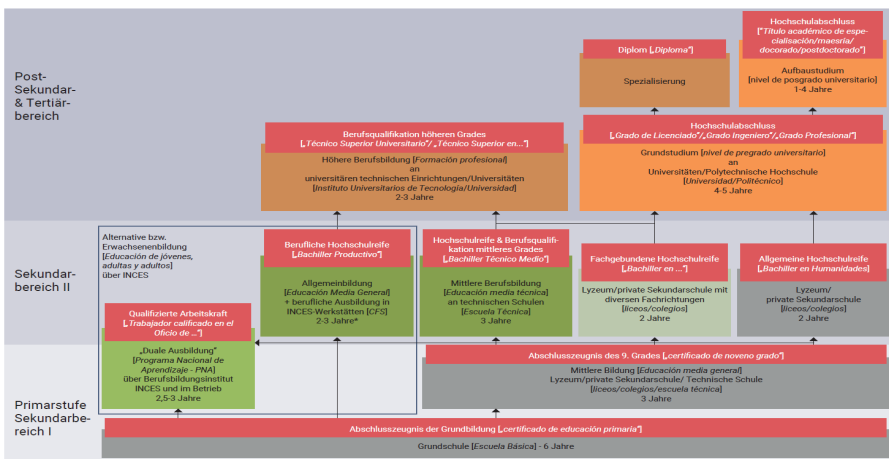 Post-
Sekundar-
& Tertiär-
bereich
Hochschulabschluss
[“Título académico de espe-
cialisación/maesría/
docorado/postdoctorado”]
Aufbaustudium
[nivel de posgrado universitario]
1-4 Jahre
Diplom [„Diploma“]
Spezialisierung
Berufsqualifikation höheren Grades
[„Técnico Superior Universitario“/ „Técnico Superior en...“]
Höhere Berufsbildung [Formación profesional]
an
universitären technischen Einrichtungen/Universitäten
[Instituto Universitarios de Tecnología/Universidad]
2-3 Jahre
Hochschulabschluss
[„Grado de Licenciado“/„Grado Ingeniero“/„Grado Profesional“]
Grundstudium [nivel de pregrado universitario]
an
Universitäten/Polytechnische Hochschule
[Universidad/Politécnico]
4-5 Jahre
Sekundar-
bereich II
Alternative bzw.
Erwachsenenbildung
[Educación de jóvenes,
adultas y adultos]
über INCES
Berufliche Hochschulreife
[„Bachiller Productivo“]
Allgemeinbildung
[Educación Media General]
+ berufliche Ausbildung in
INCES-Werkstätten [CFS]
2-3 Jahre*
Hochschulreife & Berufsqualifi-
kation mittleres Grades
[„Bachiller Técnico Medio“]
Mittlere Berufsbildung
[Educación media técnica]
an technischen Schulen
[Escuela Técnica]
3 Jahre
Fachgebundene Hochschulreife
[„Bachiller en ...“]
Lyzeum/private Sekundarschule mit
diversen Fachrichtungen
[liceos/colegios]
2 Jahre
Allgemeine Hochschulreife
[„Bachiller en Humanidades]
Lyzeum/
private Sekundarschule
[liceos/colegios]
2 Jahre
Qualifizierte Arbeitskraft
[„Trabajador calificado en el
Oficio de ...“]
„Duale Ausbildung“
[Programa Nacional de
Aprendizaje - PNA]
über Berufsbildungsinstitut
INCES und im Betrieb
2,5-3 Jahre
Primarstufe
Sekundarbe-
reich I
Abschlusszeugnis des 9. Grades [„certificado de noveno grado“]
Mittlere Bildung [Educación media general]
Lyzeum/private Sekundarschule/ Technische Schule
[liceos/colegios/escuela técnica]
3 Jahre
Abschlusszeugnis der Grundbildung [„certificado de educación primaria“]
Grundschule [Escuela Básica] - 6 Jahre